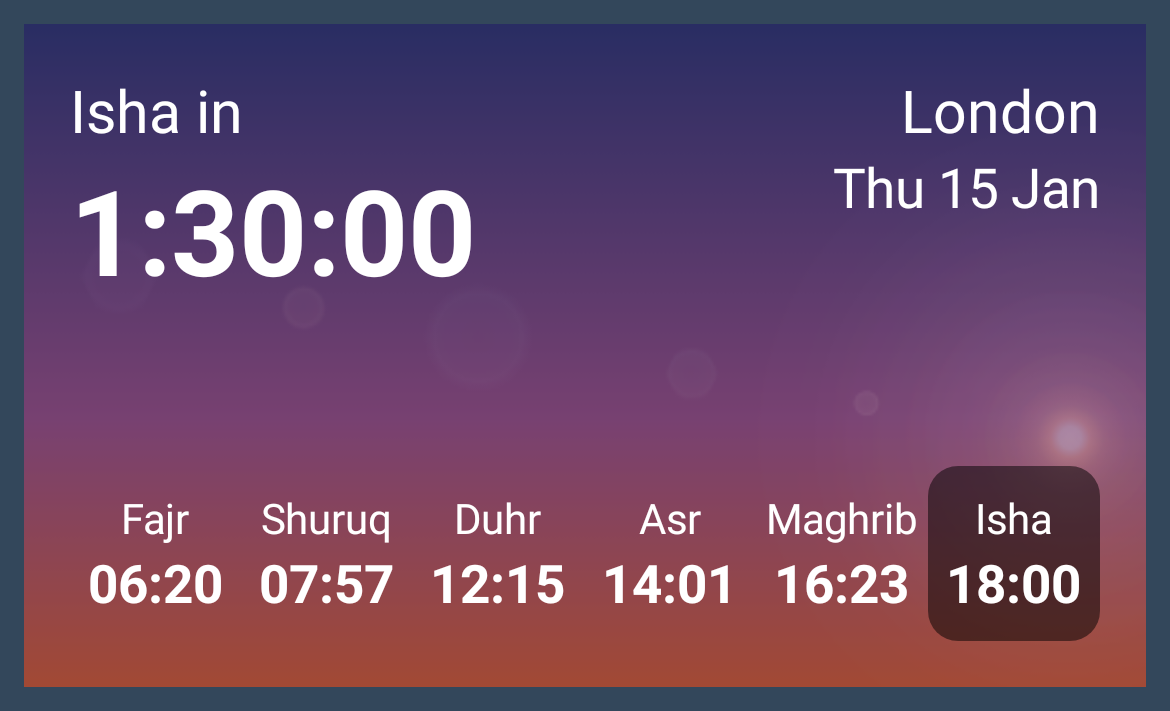 Isha in
London
1:30:00
Thu 15 Jan
Fajr Shuruq Duhr Asr Maghrib Isha
06:20 07:57 12:15 14:01 16:23 18:00